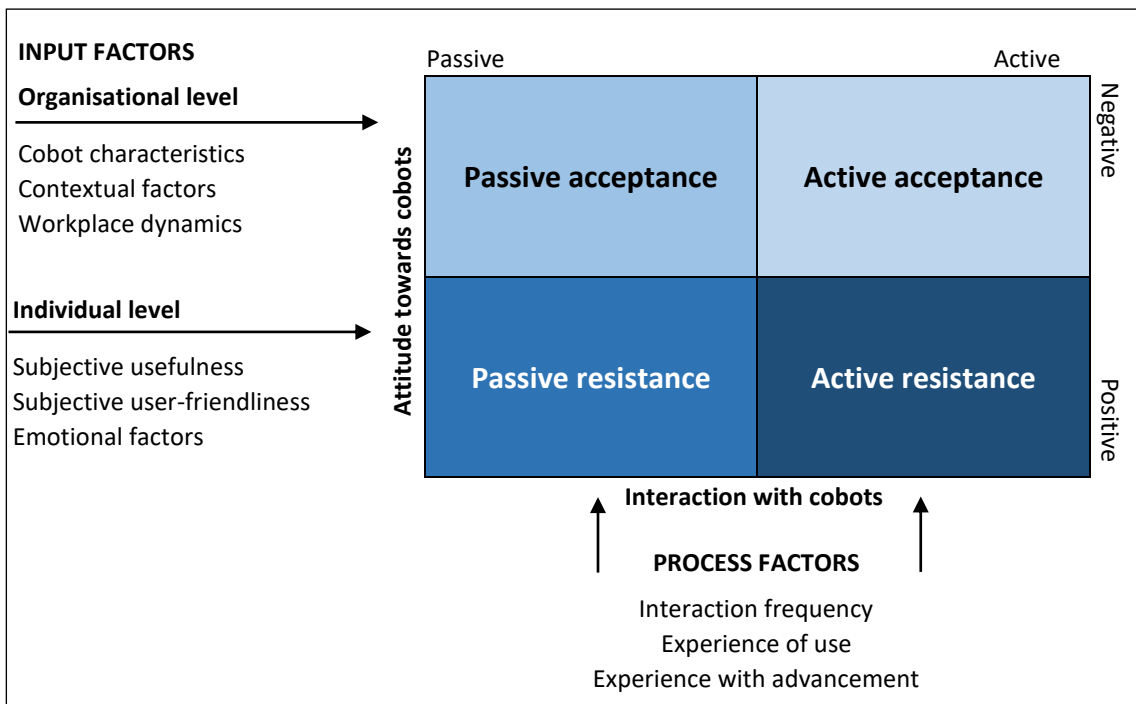 INPUT FACTORS
Organisational level
Cobot characteristics
Contextual factors
Workplace dynamics
Individual level
Subjective usefulness
Subjective user-friendliness
Emotional factors
Attitude towards cobots
Passive
Active
Passive acceptance
Active acceptance
Negative
Passive resistance
Active resistance
Positive
Interaction with cobots
PROCESS FACTORS
Interaction frequency
Experience of use
Experience with advancement